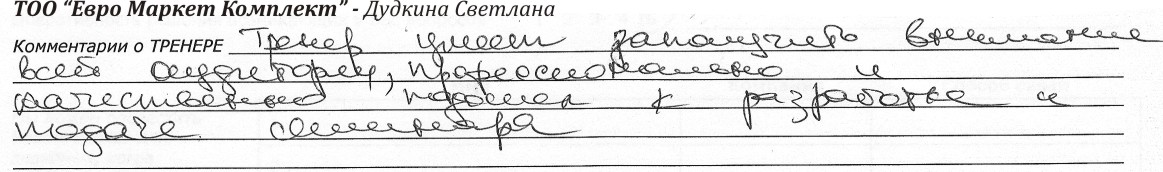 ТОО “Евро Маркет Комплект” - Дудкина Светлана
Комментарии о ТРЕНЕРЕ Тренер умеет заполучить внимание
всей аудитории, профессионально и
качественно подошел к разработке и
подаче семинара